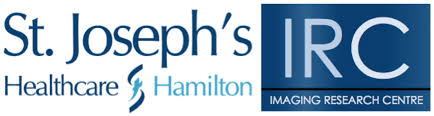 St. Joseph's
Healthcare Hamilton
IRC
IMAGING RESEARCH CENTRE